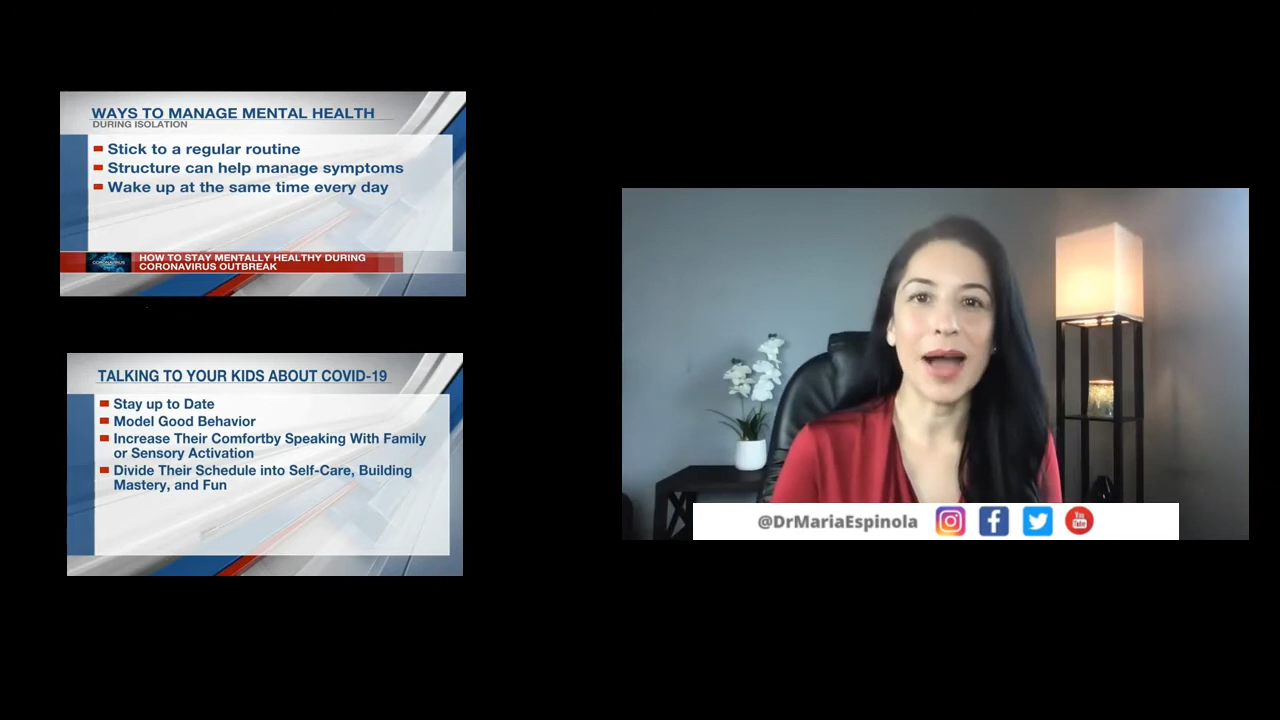 WAYS TO MANAGE MENTAL HEALTH
DURING ISOLATION
Stick to a regular routine
Structure can help manage symptoms
Wake up at the same time every day
CORONAVIRUS
HOW TO STAY MENTALLY HEALTHY DURING
CORONAVIRUS OUTBREAK
TALKING TO YOUR KIDS ABOUT COVID-19
Stay up to Date
Model Good Behavior
Increase Their Comfortby Speaking With Family
or Sensory Activation
Divide Their Schedule into Self-Care, Building
Mastery, and Fun
@DrMariaEspinola
You
Tube